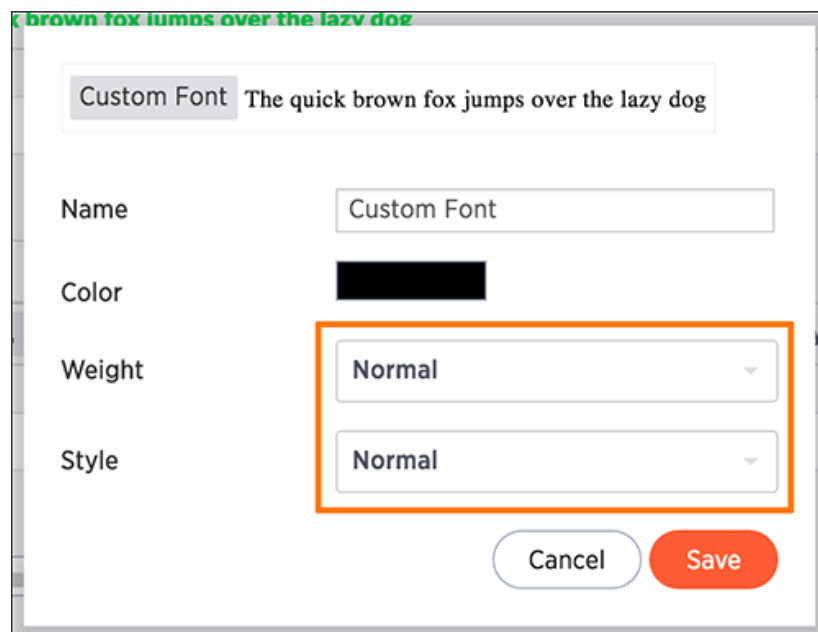 brown fox jumps over the lazy dog
Custom Font The quick brown fox jumps over the lazy dog
Name Custom Font
Color
Weight Normal
Style Normal
Cancel Save